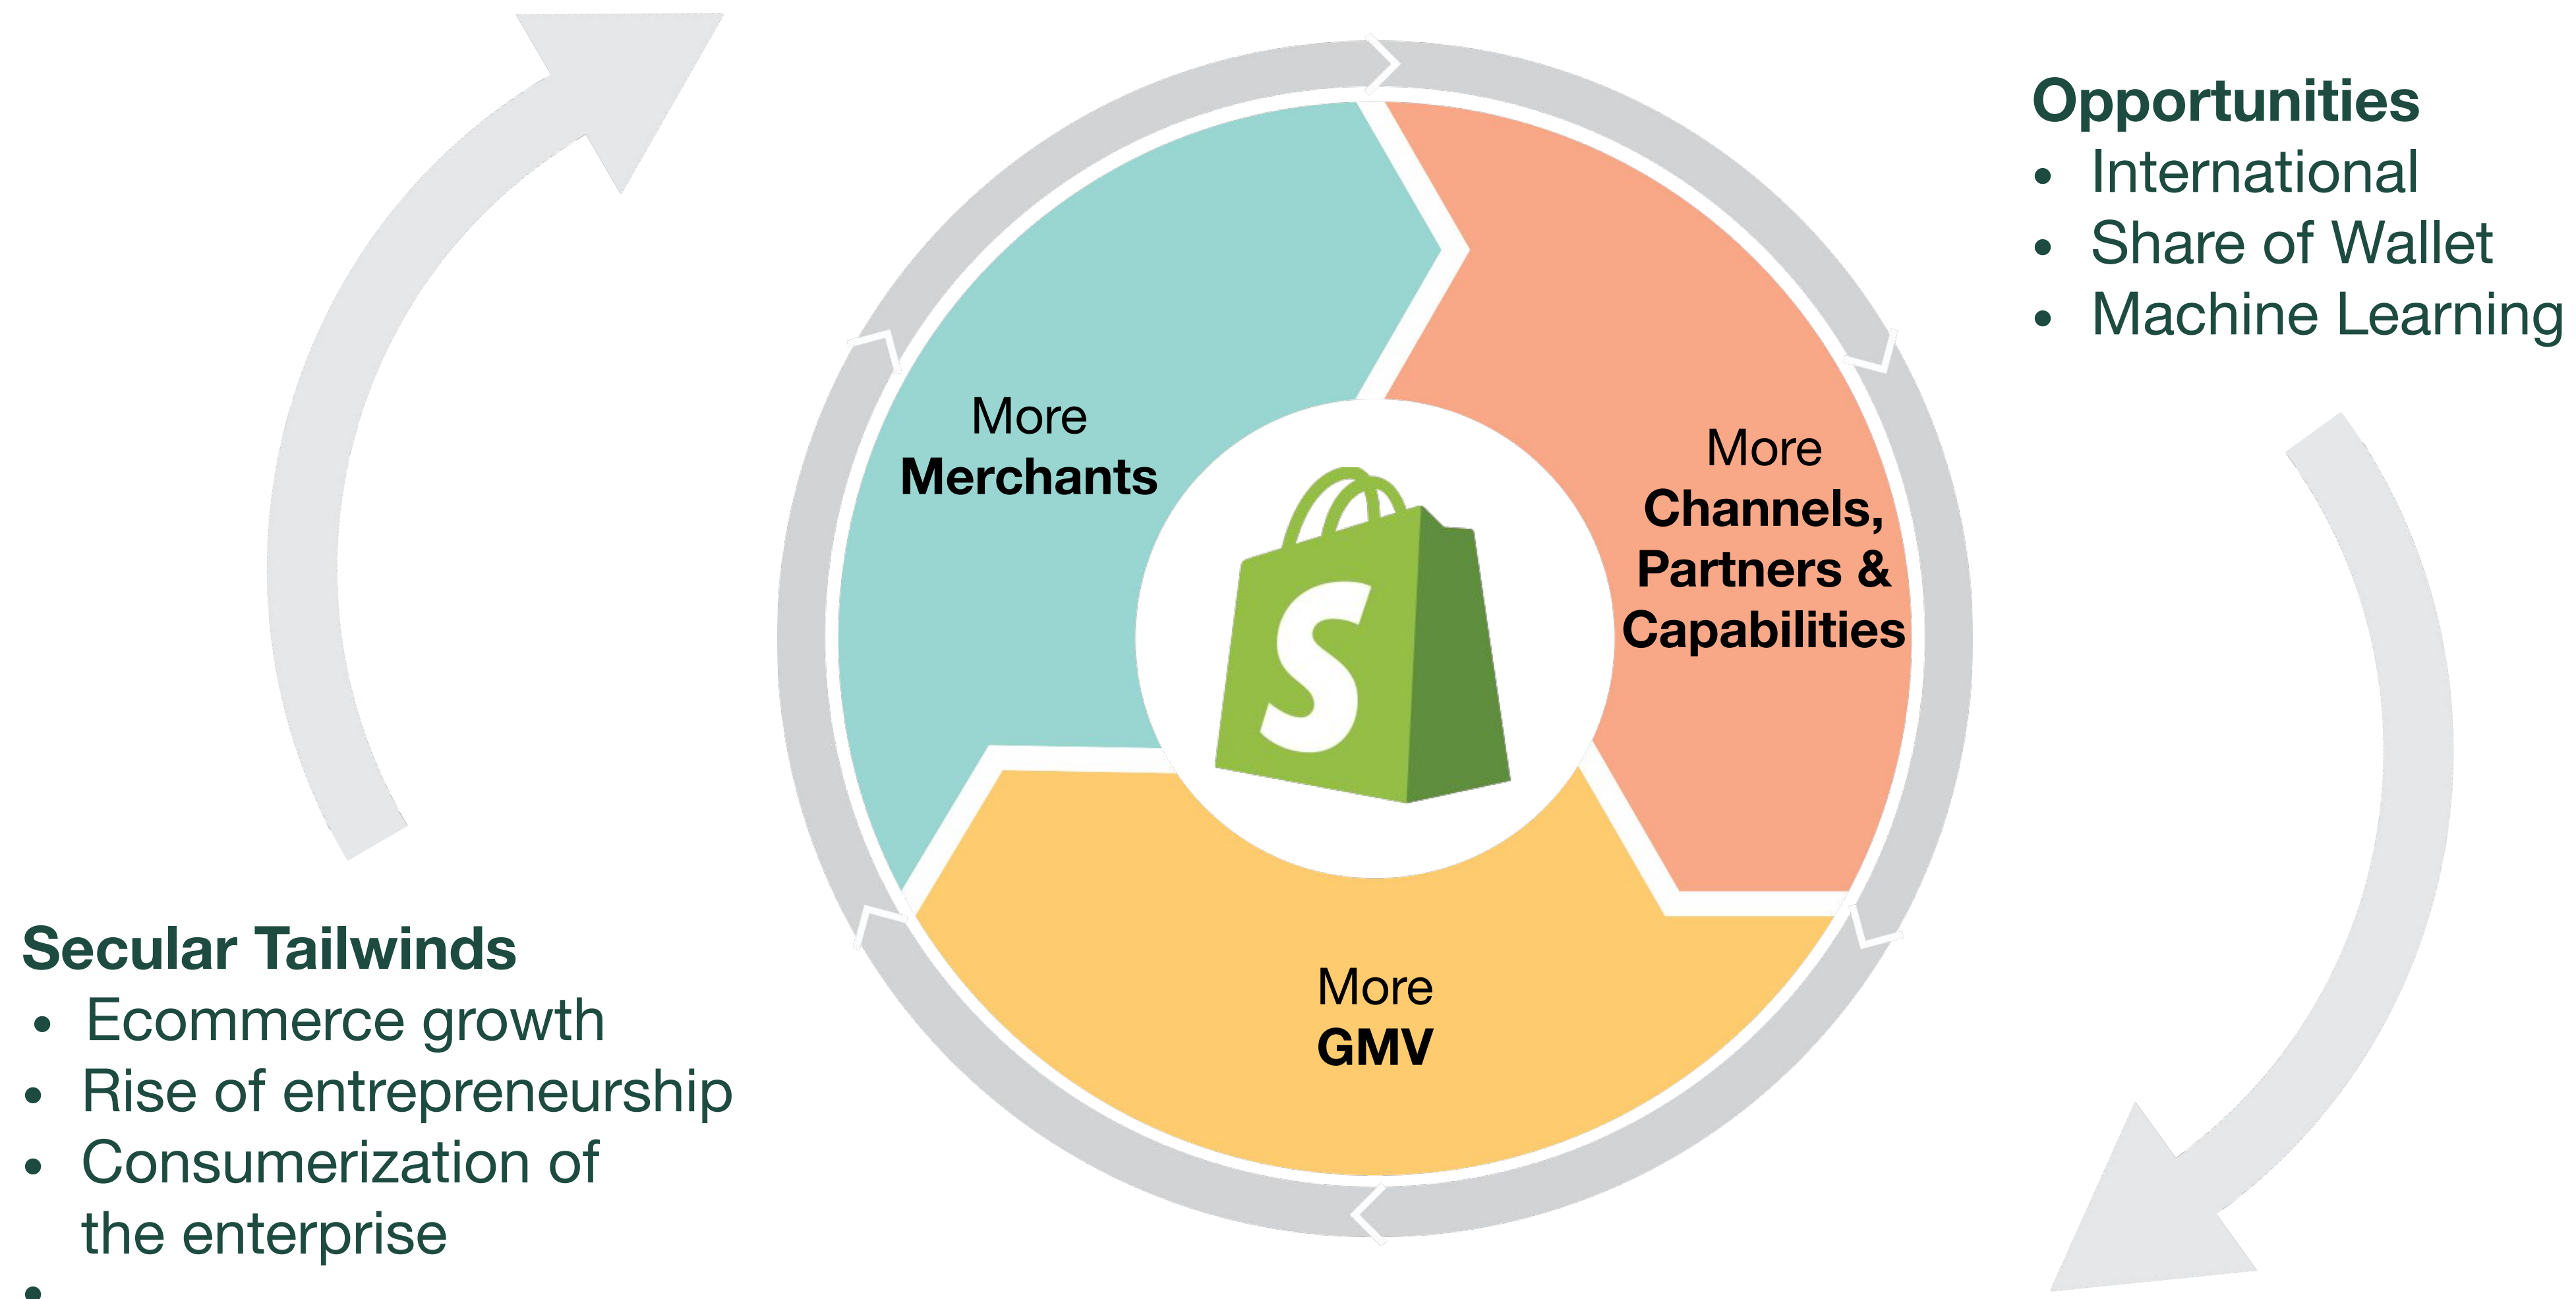 Opportunities
• International
• Share of Wallet
• Machine Learning
More
Merchants
More
Channels,
Partners &
Capabilities
S
More
GMV
Secular Tailwinds
• Ecommerce growth
• Rise of entrepreneurship
• Consumerization of
the enterprise
•